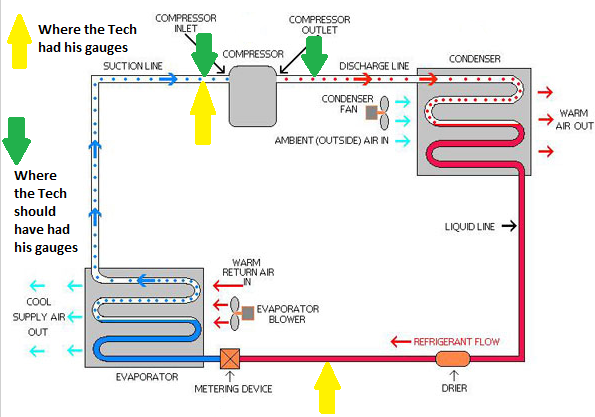 Where the Tech
had his gauges
COMPRESSOR
INLET
COMPRESSOR
OUTLET
COMPRESSOR
SUCTION LINE
DISCHARGE LINE
CONDENSER
CONDENSER
FAN
WARM
AIR OUT
AMBIENT (OUTSIDE) AIR IN
Where
the Tech
should
have had
his gauges
LIQUID LINE
WARM
RETURN AIR
IN
COOL
SUPPLY AIR
OUT
EVAPORATOR
BLOWER
REFRIGERANT FLOW
EVAPORATOR
METERING DEVICE
DRIER